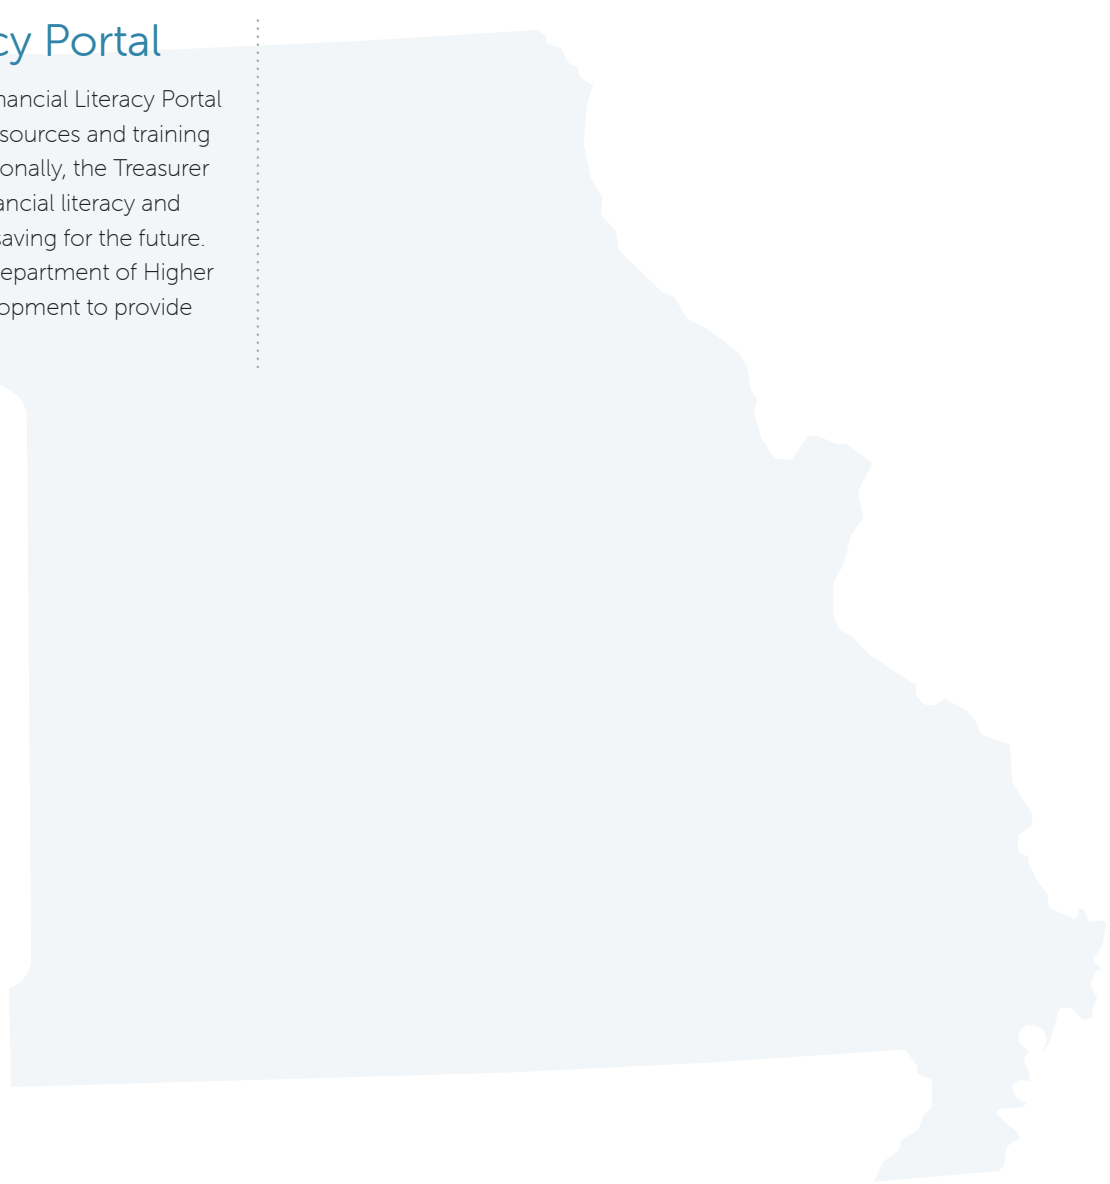 cy Portal
nancial Literacy Portal
sources and training
onally, the Treasurer
ancial literacy and
saving for the future.
epartment of Higher
opment to provide